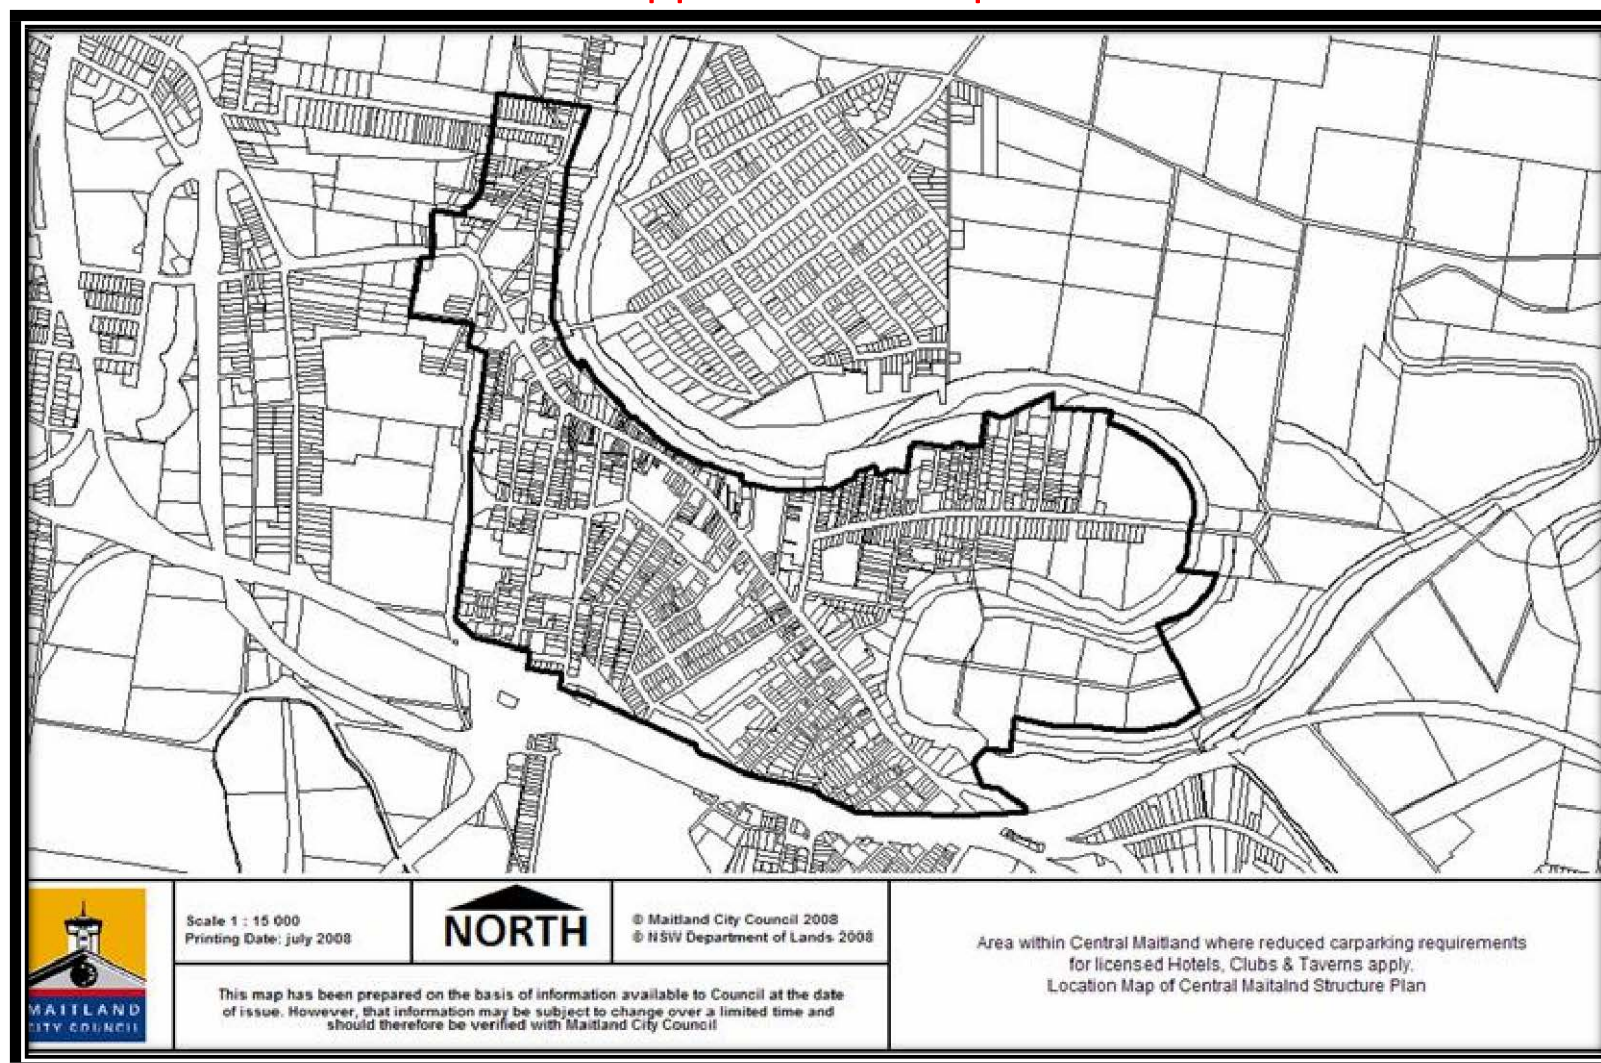 Scale 1 : 15 000
Printing Date: july 2008
NORTH
© Maitland City Council 2008
© NSW Department of Lands 2008
This map has been prepared on the basis of information available to Council at the date
of issue. However, that information may be subject to change over a limited time and
should therefore be verified with Maitland City Council
Area within Central Maitland where reduced carparking requirements
for licensed Hotels, Clubs & Taverns apply.
Location Map of Central Maitalnd Structure Plan
MAITLAND
CITY COUNCIL